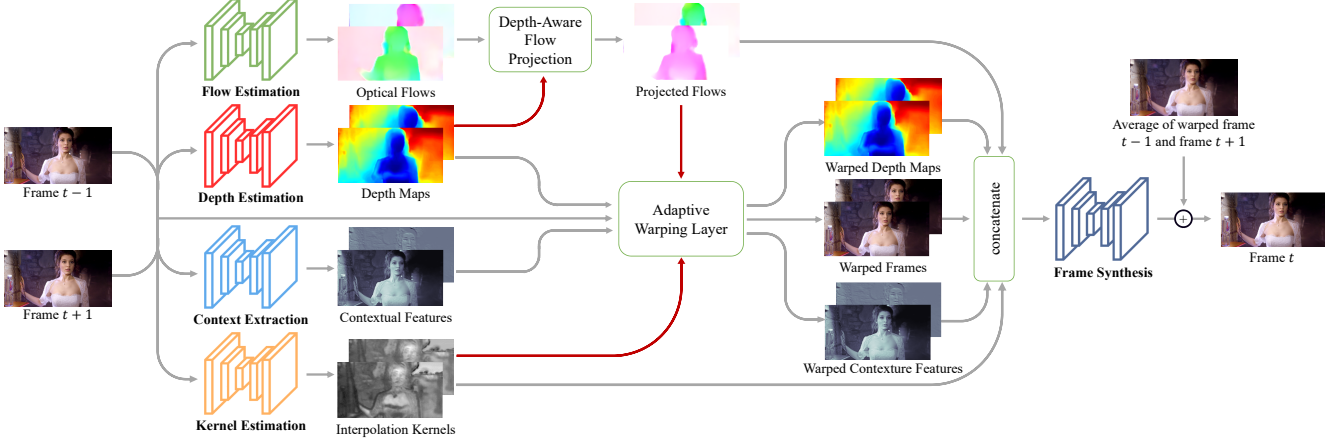 Flow Estimation
Optical Flows
Depth-Aware
Flow
Projection
Projected Flows
Frame t − 1
Depth Estimation
Depth Maps
Adaptive
Warping Layer
Warped Depth Maps
Average of warped frame
t − 1 and frame t + 1
Frame t + 1
Context Extraction
Contextual Features
Warped Frames
concatenate
Frame Synthesis
+
Frame t
Kernel Estimation
Interpolation Kernels
Warped Contexture Features